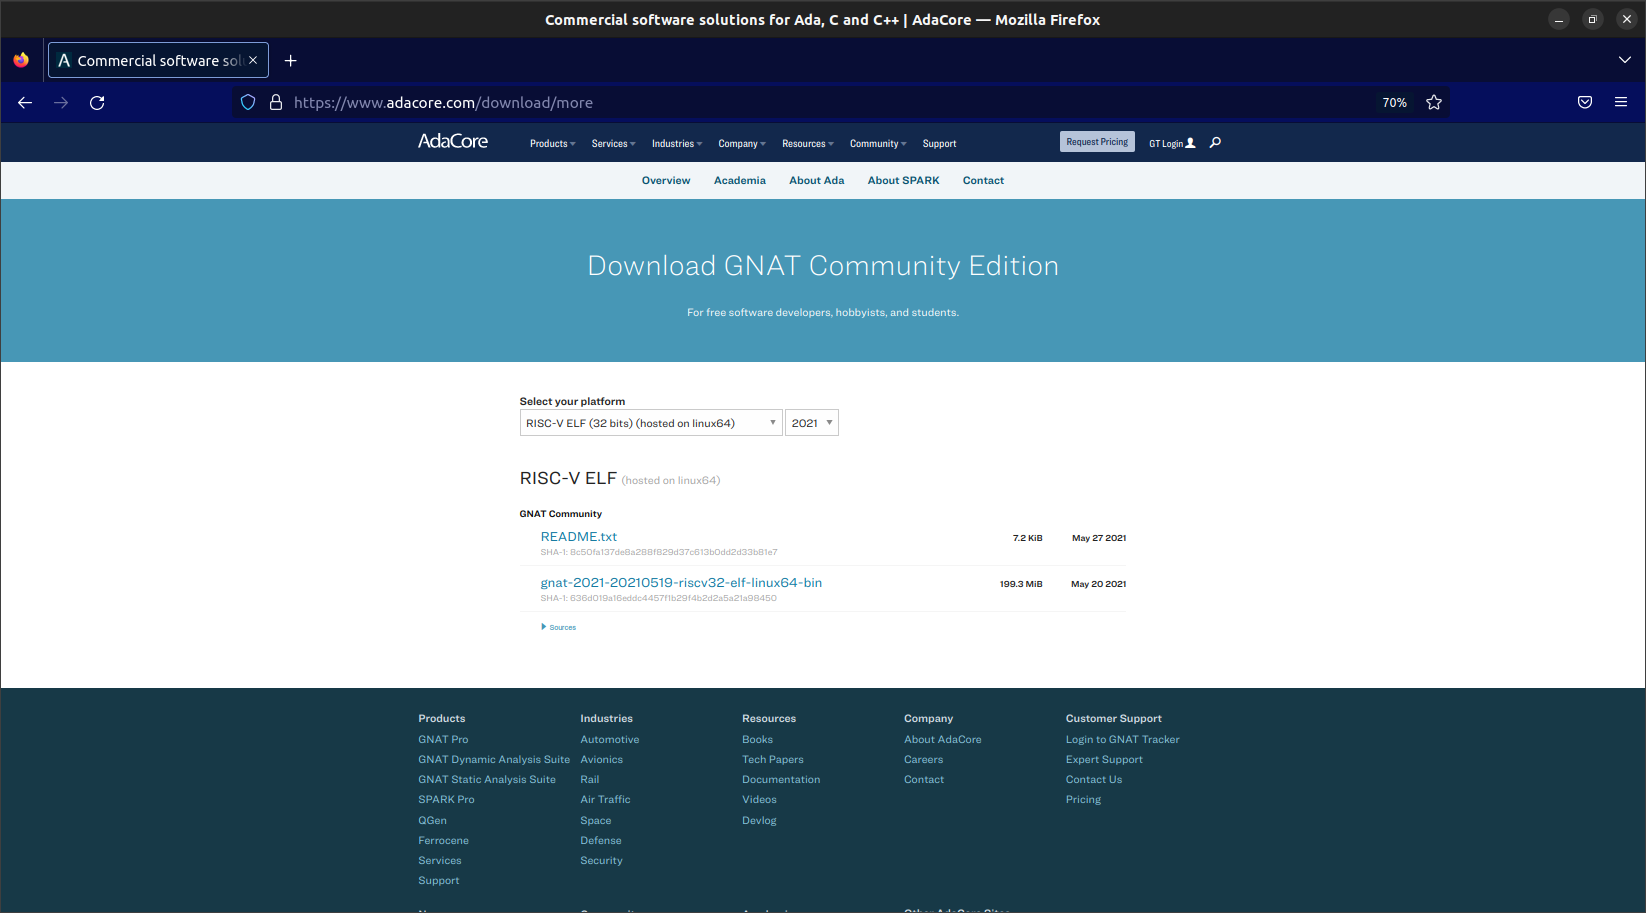 Commercial software solutions for Ada, C and C++ | AdaCore — Mozilla Firefox
A Commercial software sol
https://www.adacore.com/download/more
70%
AdaCore
Products Services Industries Company Resources Community Support
Request Pricing
GT Login
Overview Academia About Ada About SPARK Contact
Download GNAT Community Edition
For free software developers, hobbyists, and students.
Select your platform
RISC-V ELF (32 bits) (hosted on linux64) 2021
RISC-V ELF (hosted on linux64)
GNAT Community
README.txt 7.2 KiB May 27 2021
SHA-1: 8c50fa137de8a288f829d37c613b0dd2d33b81e7
gnat-2021-20210519-riscv32-elf-linux64-bin 199.3 MiB May 20 2021
SHA-1: 636d019a16eddc4457f1b29f4b2d2a5a21a98450
Sources
Products
GNAT Pro
GNAT Dynamic Analysis Suite
GNAT Static Analysis Suite
SPARK Pro
QGen
Ferrocene
Services
Support
Industries
Automotive
Avionics
Rail
Air Traffic
Space
Defense
Security
Resources
Books
Tech Papers
Documentation
Videos
Devlog
Company
About AdaCore
Careers
Contact
Customer Support
Login to GNAT Tracker
Expert Support
Contact Us
Pricing